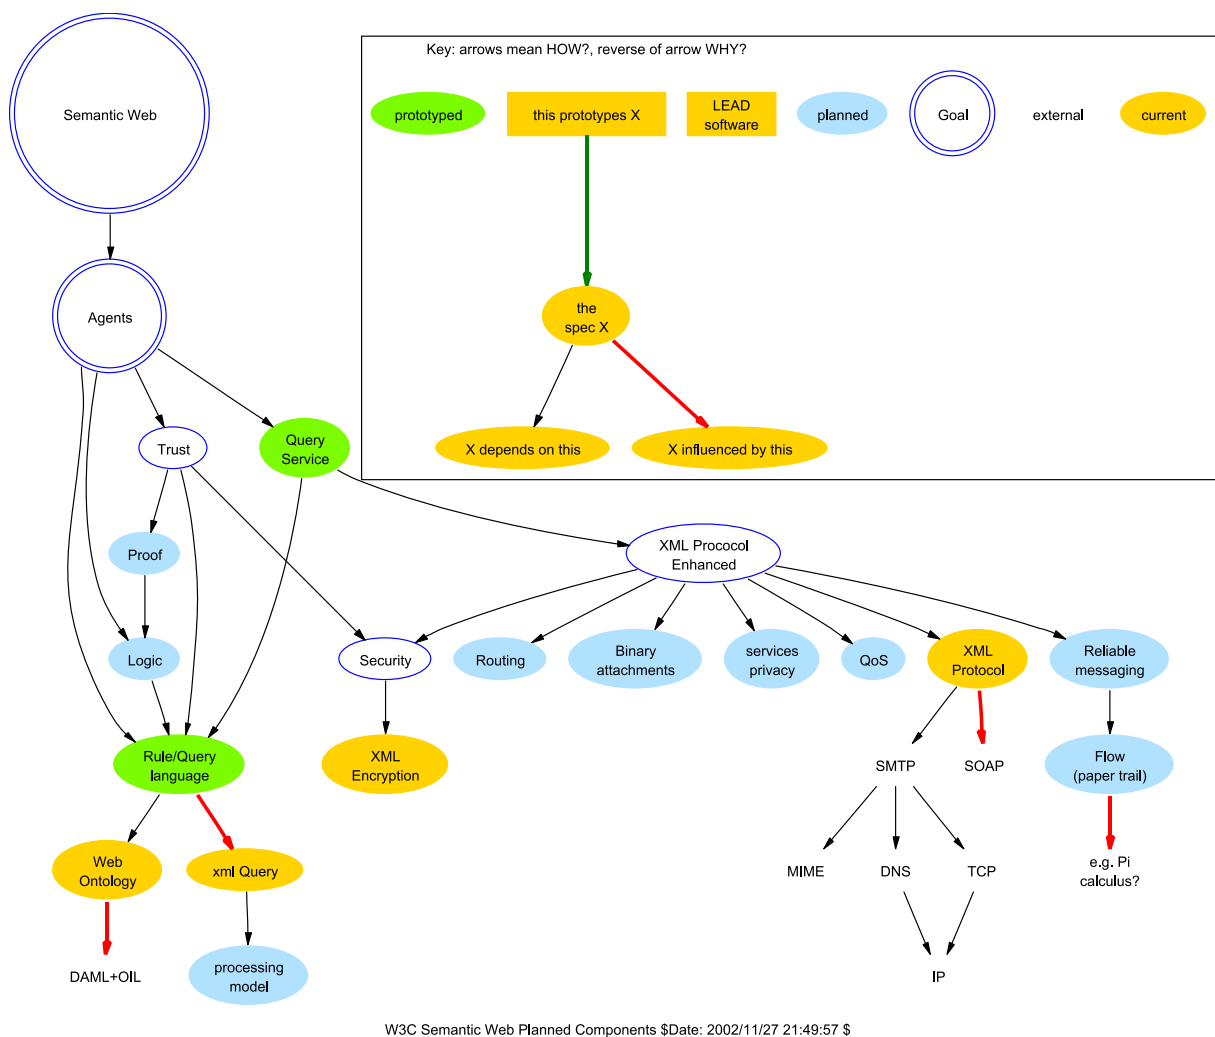 Key: arrows mean HOW?, reverse of arrow WHY?
Semantic Web
prototyped
this prototypes X
LEAD
software
planned
Goal
external
current
Agents
the
spec X
Trust
Query
Service
X depends on this
X influenced by this
Proof
XML Prococol
Enhanced
Logic
Security
Routing
Binary
attachments
services
privacy
QoS
XML
Protocol
Reliable
messaging
Rule/Query
language
XML
Encryption
SMTP
SOAP
Flow
(paper trail)
Web
Ontology
xml Query
MIME
DNS
TCP
e.g. Pi
calculus?
DAML+OIL
processing
model
IP
W3C Semantic Web Planned Components $Date: 2002/11/27 21:49:57 $